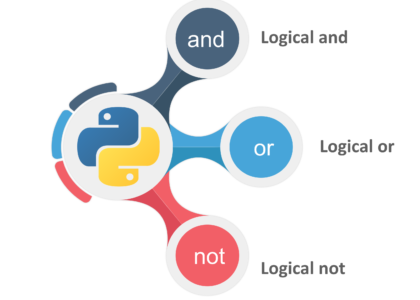 and
Logical and
or
Logical or
not
Logical not